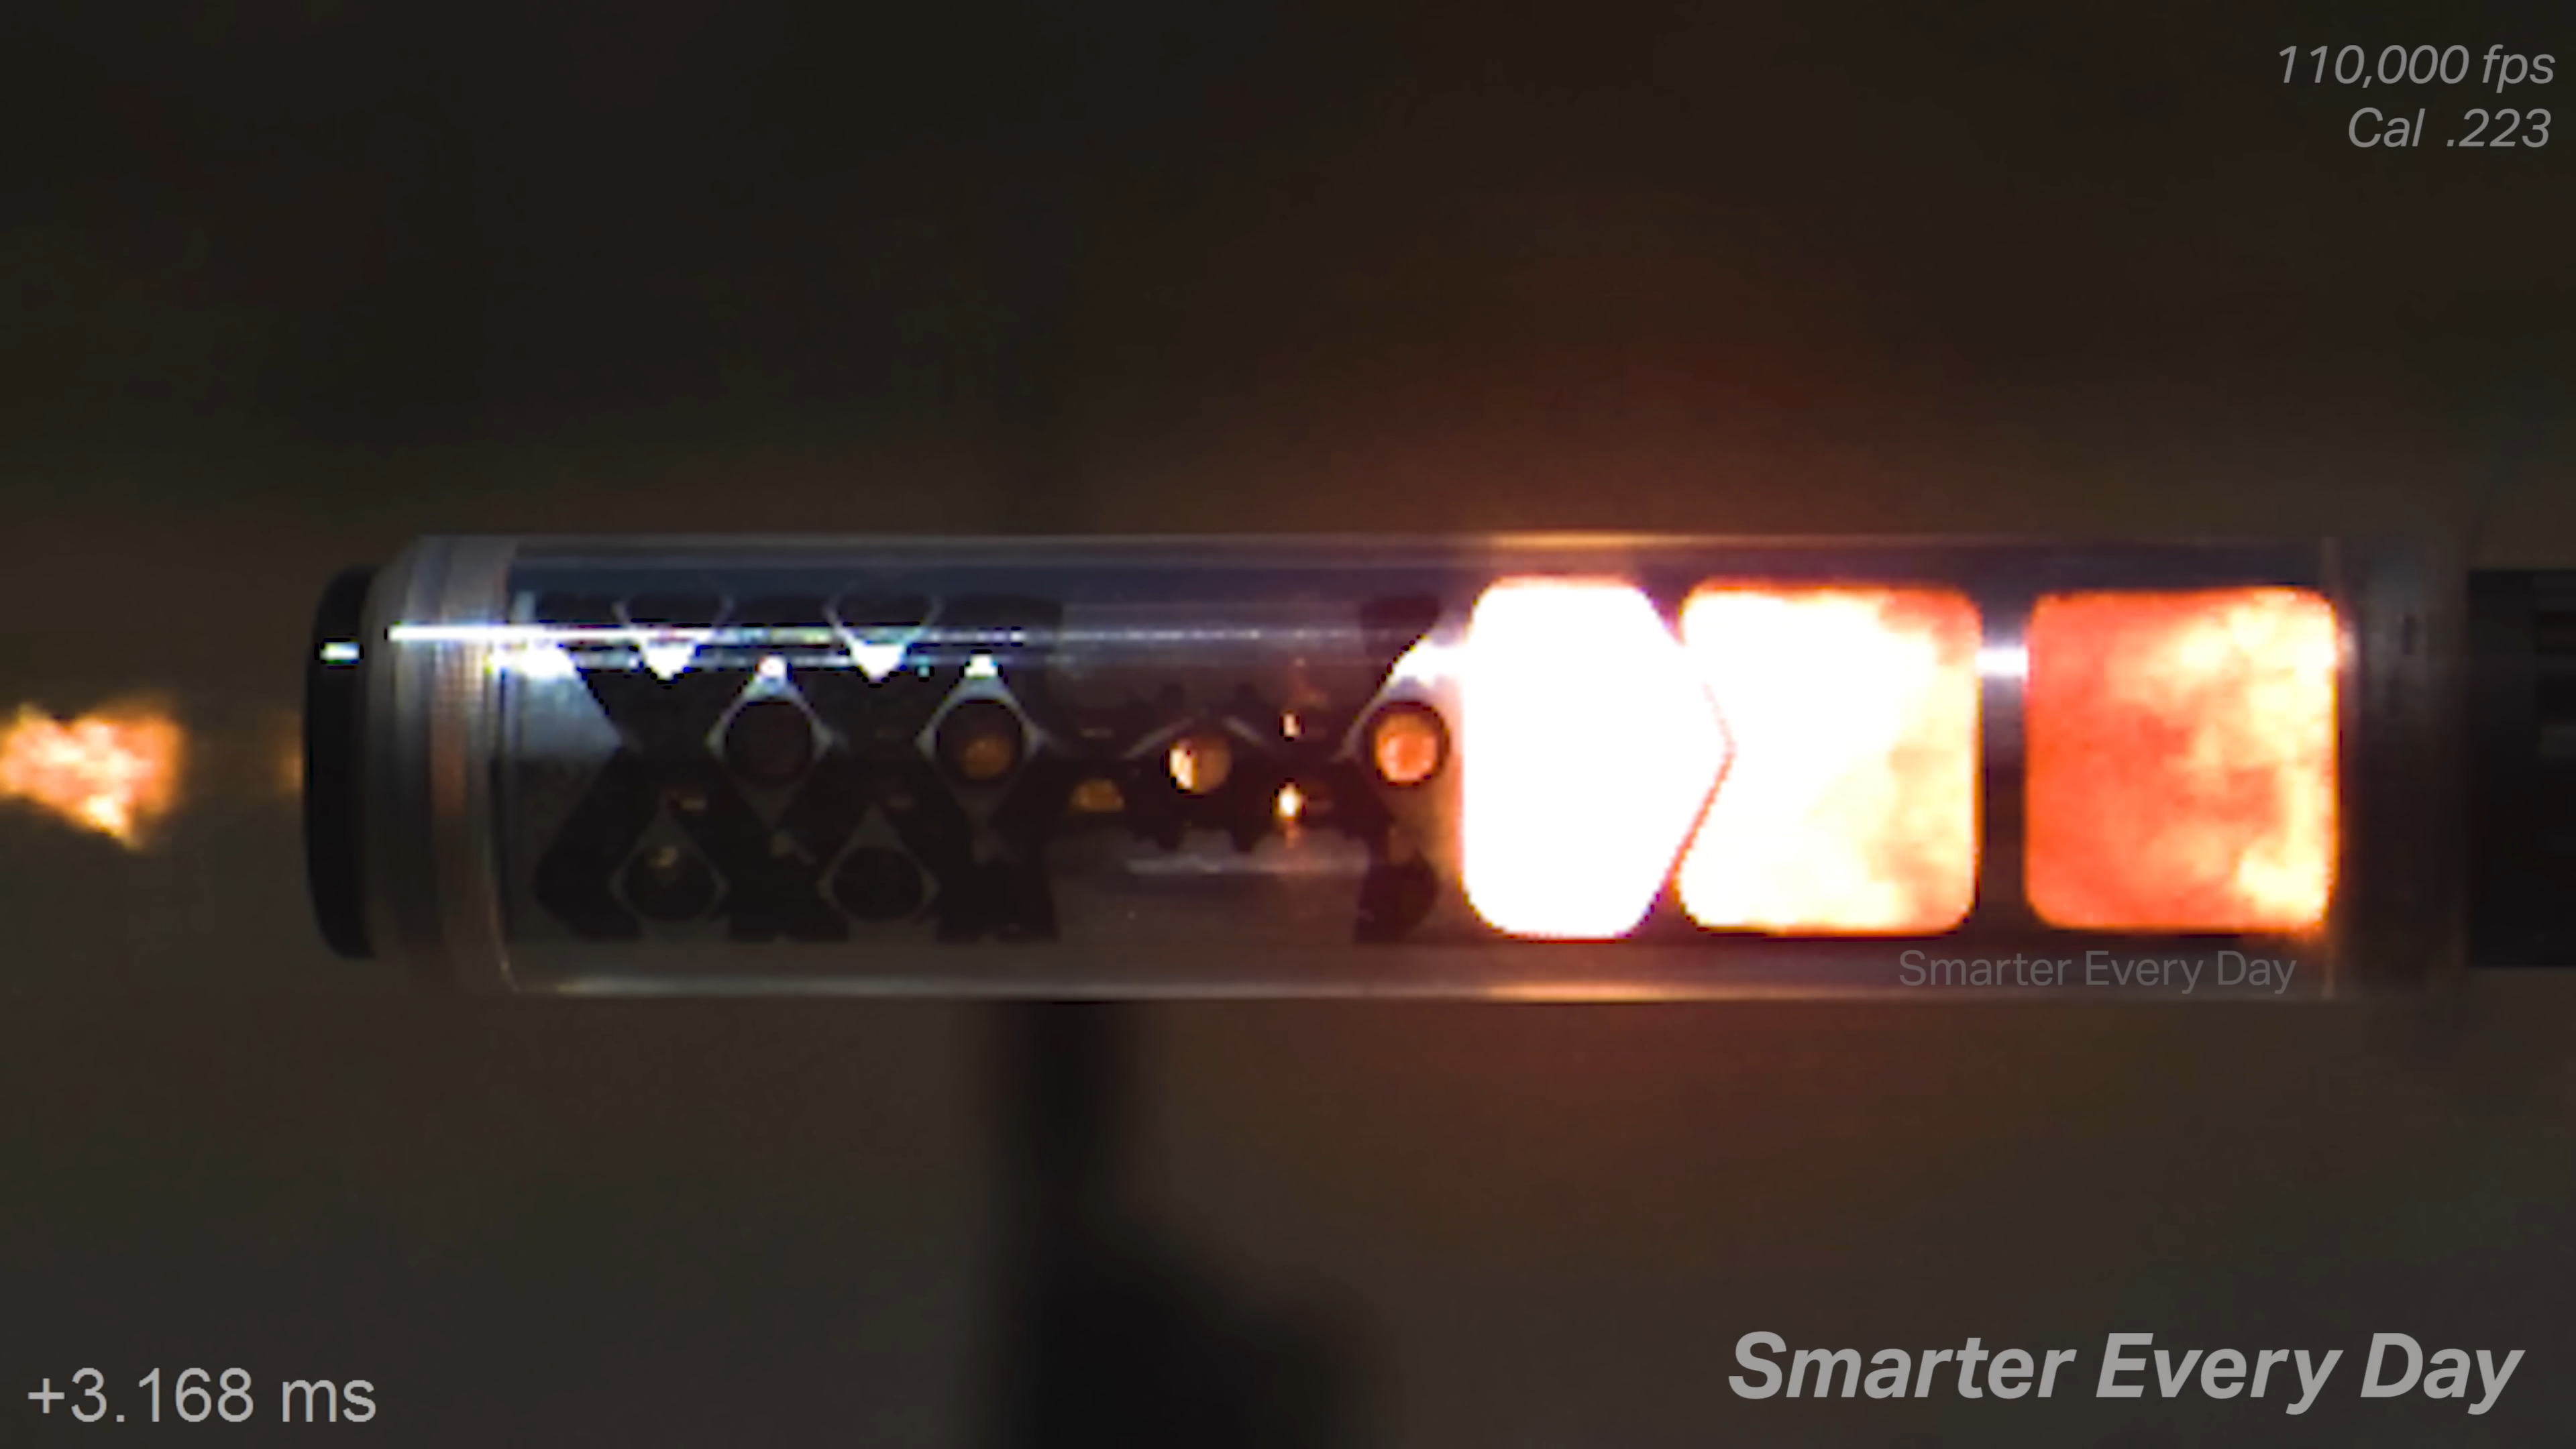 110,000 fps
Cal .223
Smarter Every Day
Smarter Every Day
+3.168 ms